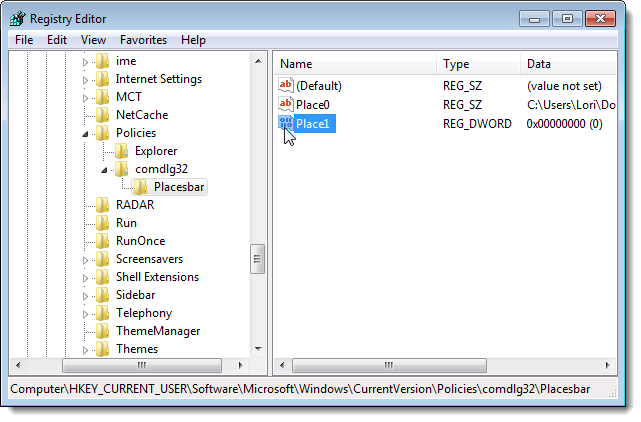 Registry Editor
File Edit View Favorites Help
ime
Internet Settings
MCT
NetCache
Policies
Explorer
comdlg32
Placesbar
RADAR
Run
RunOnce
Screensavers
Shell Extensions
Sidebar
Telephony
ThemeManager
Themes
Name Type Data
ab (Default) REG_SZ (value not set)
ab Place0 REG_SZ C:\Users\Lori\Do
Place1 REG_DWORD 0x00000000 (0)
Computer\HKEY_CURRENT_USER\Software\Microsoft\Windows\CurrentVersion\Policies\comdlg32\Placesbar